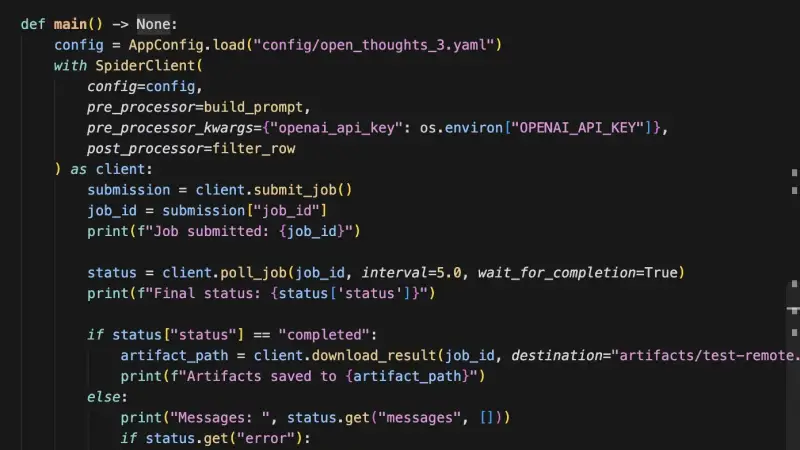 def main() -> None:
    config = AppConfig.load("config/open_thoughts_3.yaml")
    with SpiderClient(
        config=config,
        pre_processor=build_prompt,
        pre_processor_kwargs={"openai_api_key": os.environ["OPENAI_API_KEY"]},
        post_processor=filter_row
    ) as client:
        submission = client.submit_job()
        job_id = submission["job_id"]
        print(f"Job submitted: {job_id}")
        status = client.poll_job(job_id, interval=5.0, wait_for_completion=True)
        print(f"Final status: {status['status']}")
        if status["status"] == "completed":
            artifact_path = client.download_result(job_id, destination="artifacts/test-remote.
            print(f"Artifacts saved to {artifact_path}")
        else:
            print("Messages: ", status.get("messages", []))
            if status.get("error"):